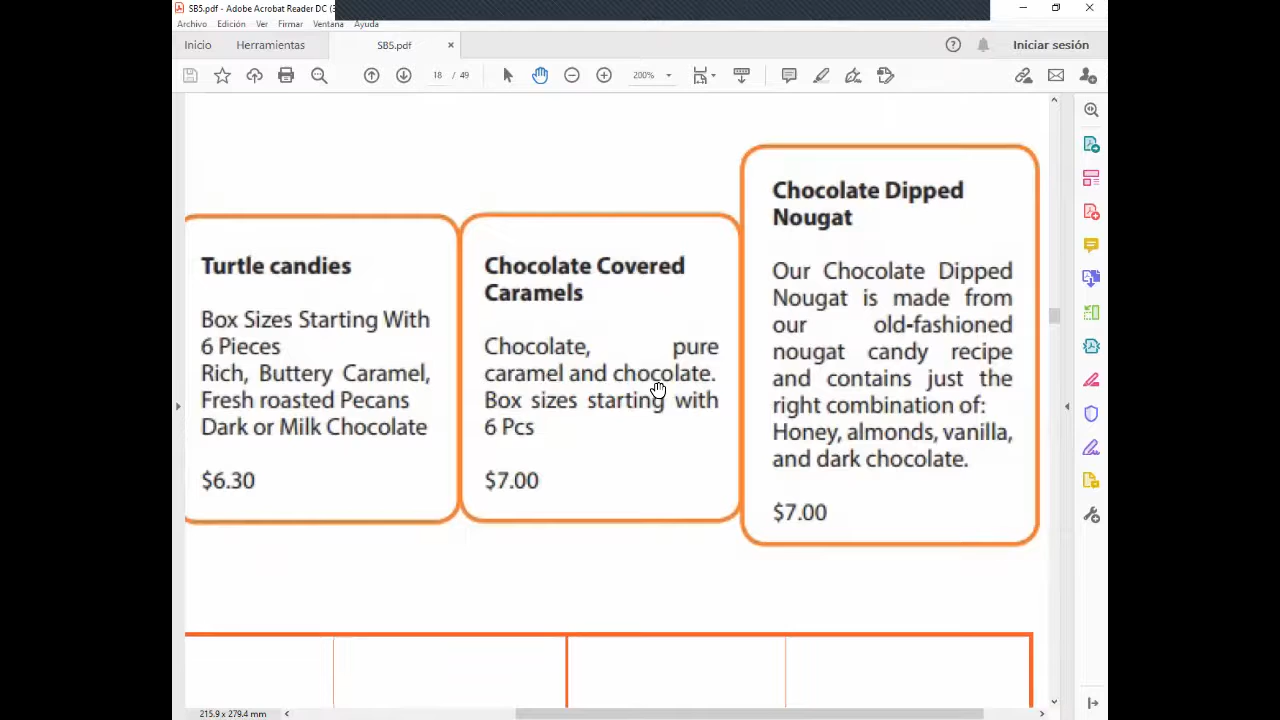 SB5.pdf - Adobe Acrobat Reader DC (3
Archivo Edición Ver Firmar Ventana Ayuda
Inicio Herramientas SB5.pdf × Iniciar sesión
18 / 49 200%
Turtle candies
Box Sizes Starting With
6 Pieces
Rich, Buttery Caramel,
Fresh roasted Pecans
Dark or Milk Chocolate
$6.30
Chocolate Covered
Caramels
Chocolate, pure
caramel and chocolate.
Box sizes starting with
6 Pcs
$7.00
Chocolate Dipped
Nougat
Our Chocolate Dipped
Nougat is made from
our old-fashioned
nougat candy recipe
and contains just the
right combination of:
Honey, almonds, vanilla,
and dark chocolate.
$7.00
215.9 x 279.4 mm